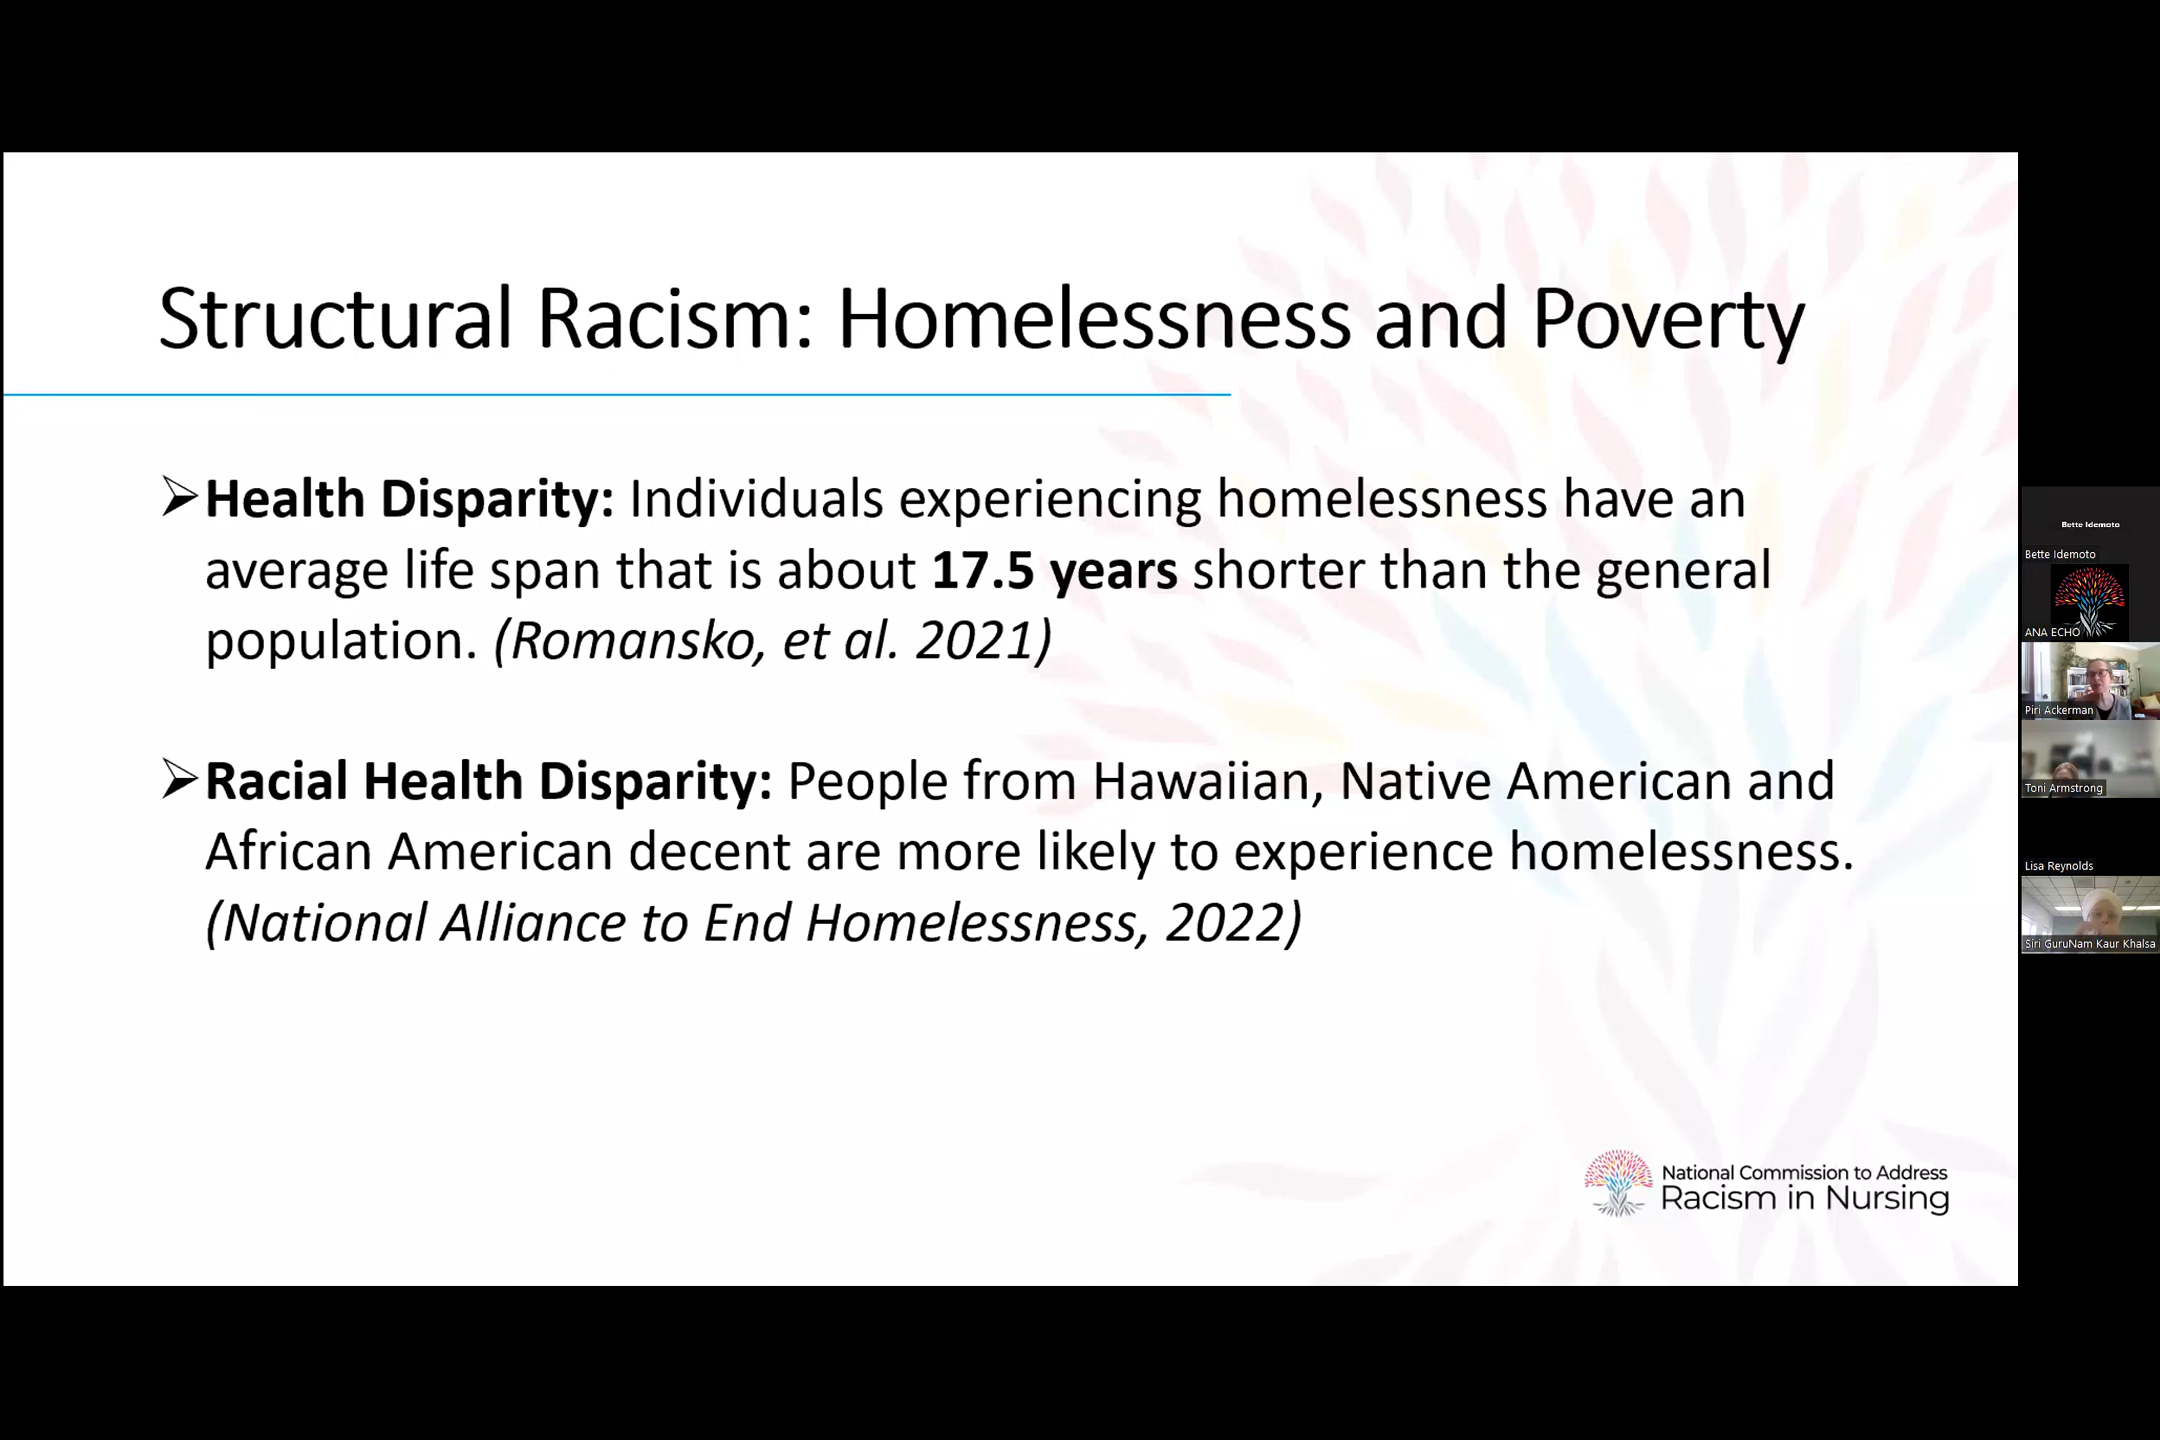 Structural Racism: Homelessness and Poverty
➢Health Disparity: Individuals experiencing homelessness have an
average life span that is about 17.5 years shorter than the general
population. (Romansko, et al. 2021)
➢Racial Health Disparity: People from Hawaiian, Native American and
African American decent are more likely to experience homelessness.
(National Alliance to End Homelessness, 2022)
National Commission to Address
Racism in Nursing
Bette Idemoto
Bette Idemoto
ANA ECHO
Piri Ackerman
Toni Armstrong
Lisa Reynolds
Siri GuruNam Kaur Khalsa